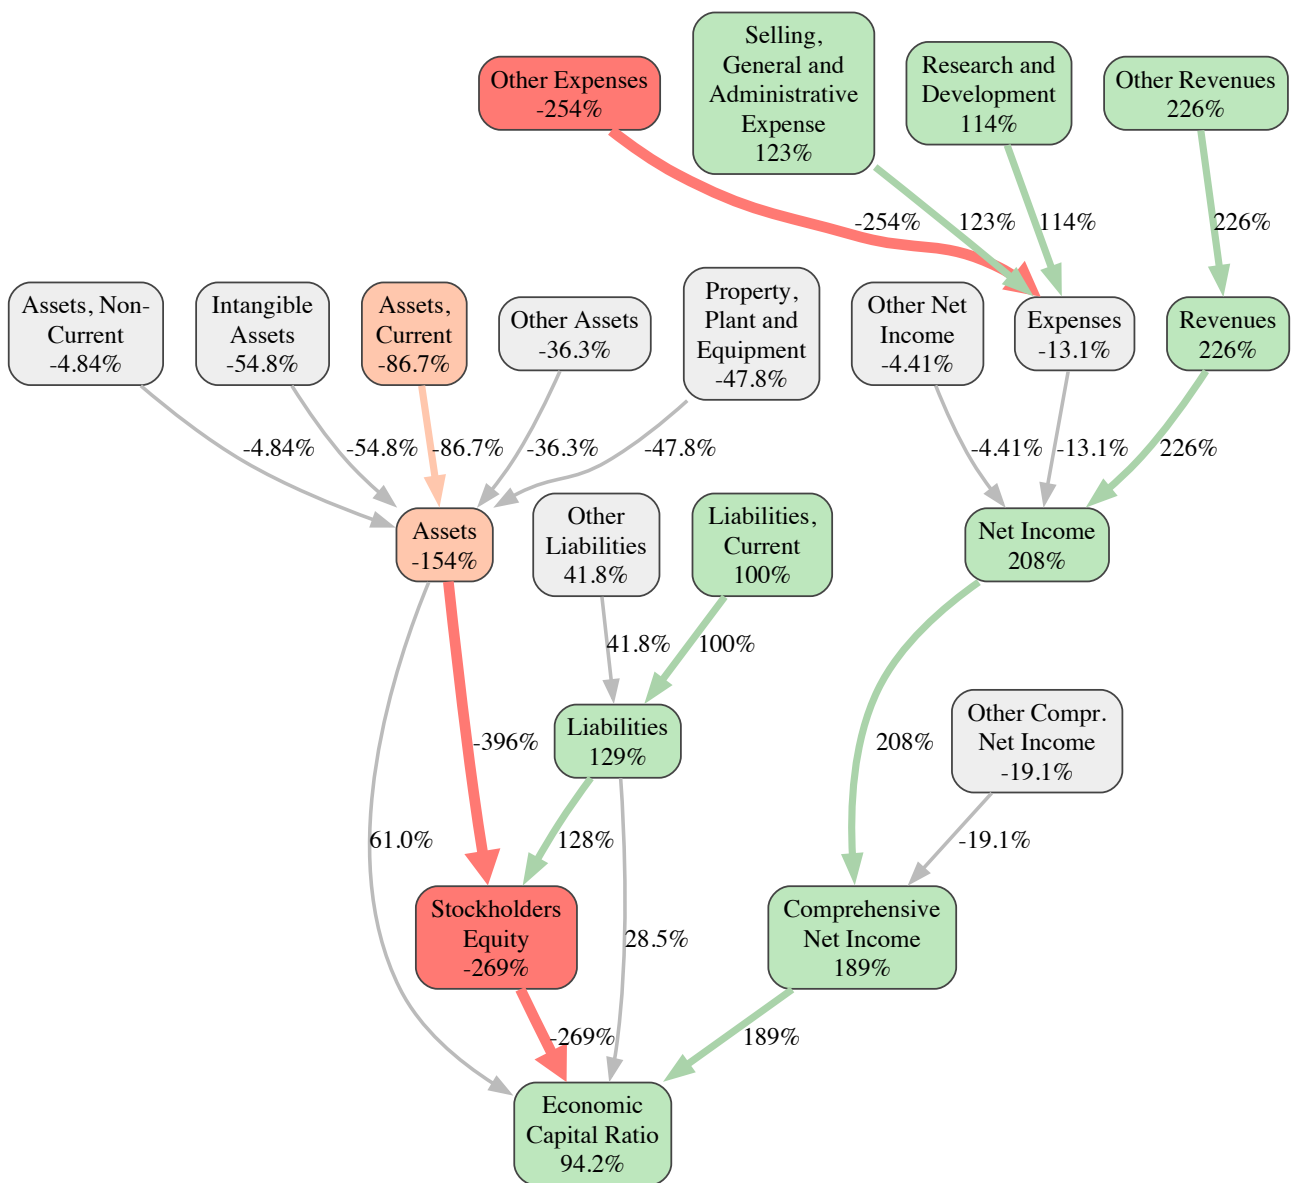 Other Expenses
-254%
Selling,
General and
Administrative
Expense
123%
Research and
Development
114%
Other Revenues
226%
-254%
123%
114%
226%
Assets, Non-
Current
-4.84%
Intangible
Assets
-54.8%
Assets,
Current
-86.7%
Other Assets
-36.3%
Property,
Plant and
Equipment
-47.8%
Other Net
Income
-4.41%
Expenses
-13.1%
Revenues
226%
-4.84%
-54.8%
-86.7%
-36.3%
-47.8%
-4.41%
-13.1%
226%
Assets
-154%
Other
Liabilities
41.8%
Liabilities,
Current
100%
Net Income
208%
41.8%
100%
-396%
Liabilities
129%
208%
Other Compr.
Net Income
-19.1%
61.0%
128%
-19.1%
Stockholders
Equity
-269%
28.5%
Comprehensive
Net Income
189%
-269%
189%
Economic
Capital Ratio
94.2%